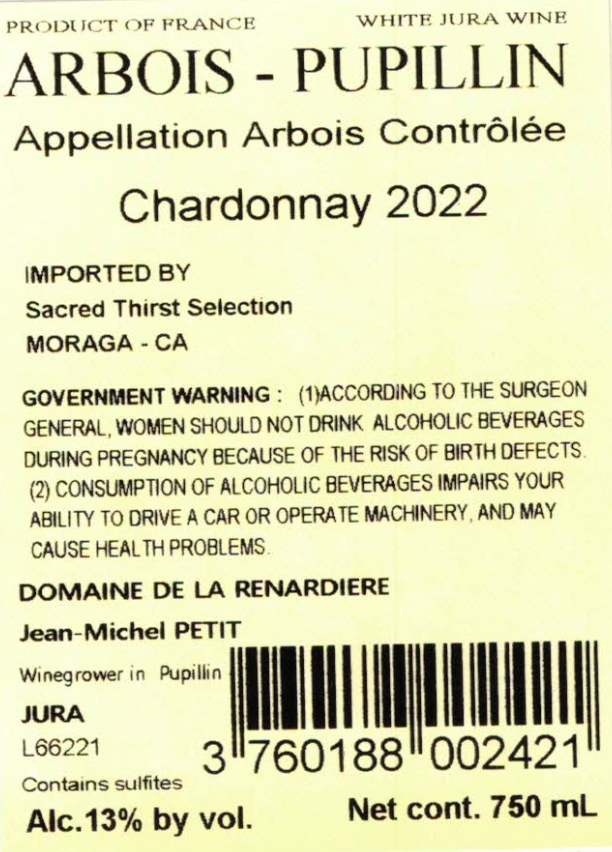 PRODUCT OF FRANCE WHITE JURA WINE
ARBOIS - PUPILLIN
Appellation Arbois Contrôlée
Chardonnay 2022
IMPORTED BY
Sacred Thirst Selection
MORAGA - CA
GOVERNMENT WARNING : (1)ACCORDING TO THE SURGEON
GENERAL, WOMEN SHOULD NOT DRINK ALCOHOLIC BEVERAGES
DURING PREGNANCY BECAUSE OF THE RISK OF BIRTH DEFECTS.
(2) CONSUMPTION OF ALCOHOLIC BEVERAGES IMPAIRS YOUR
ABILITY TO DRIVE A CAR OR OPERATE MACHINERY, AND MAY
CAUSE HEALTH PROBLEMS.
DOMAINE DE LA RENARDIERE
Jean-Michel PETIT
Winegrower in Pupillin
JURA
L66221
3 760188 002421
Contains sulfites
Alc.13% by vol. Net cont. 750 mL